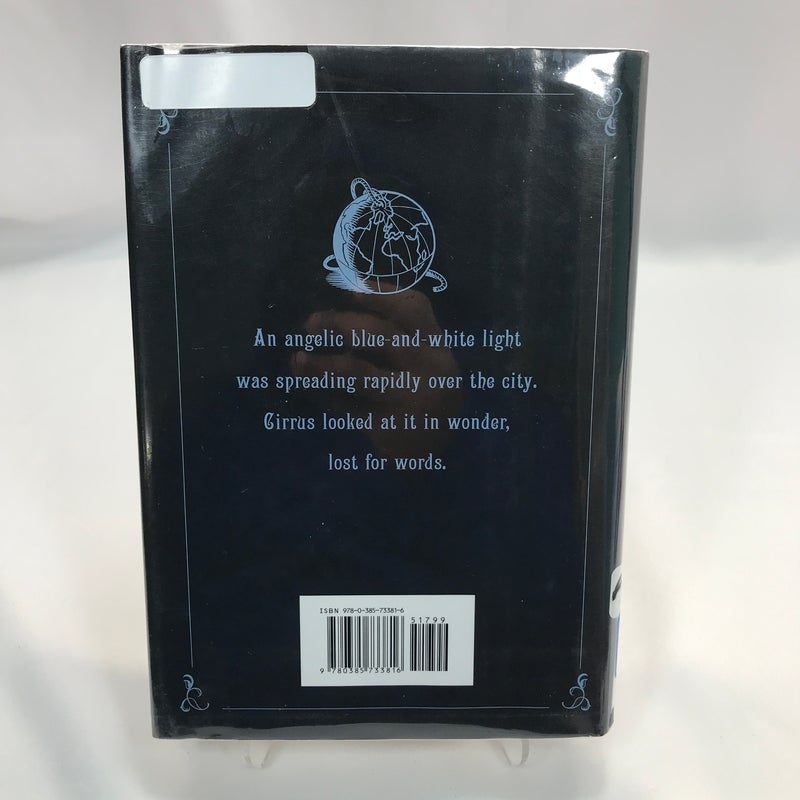 An angelic blue-and-white light
was spreading rapidly over the city.
Cirrus looked at it in wonder,
lost for words.
ISBN 978-0-385-73381-6
51799
9 780385 733816